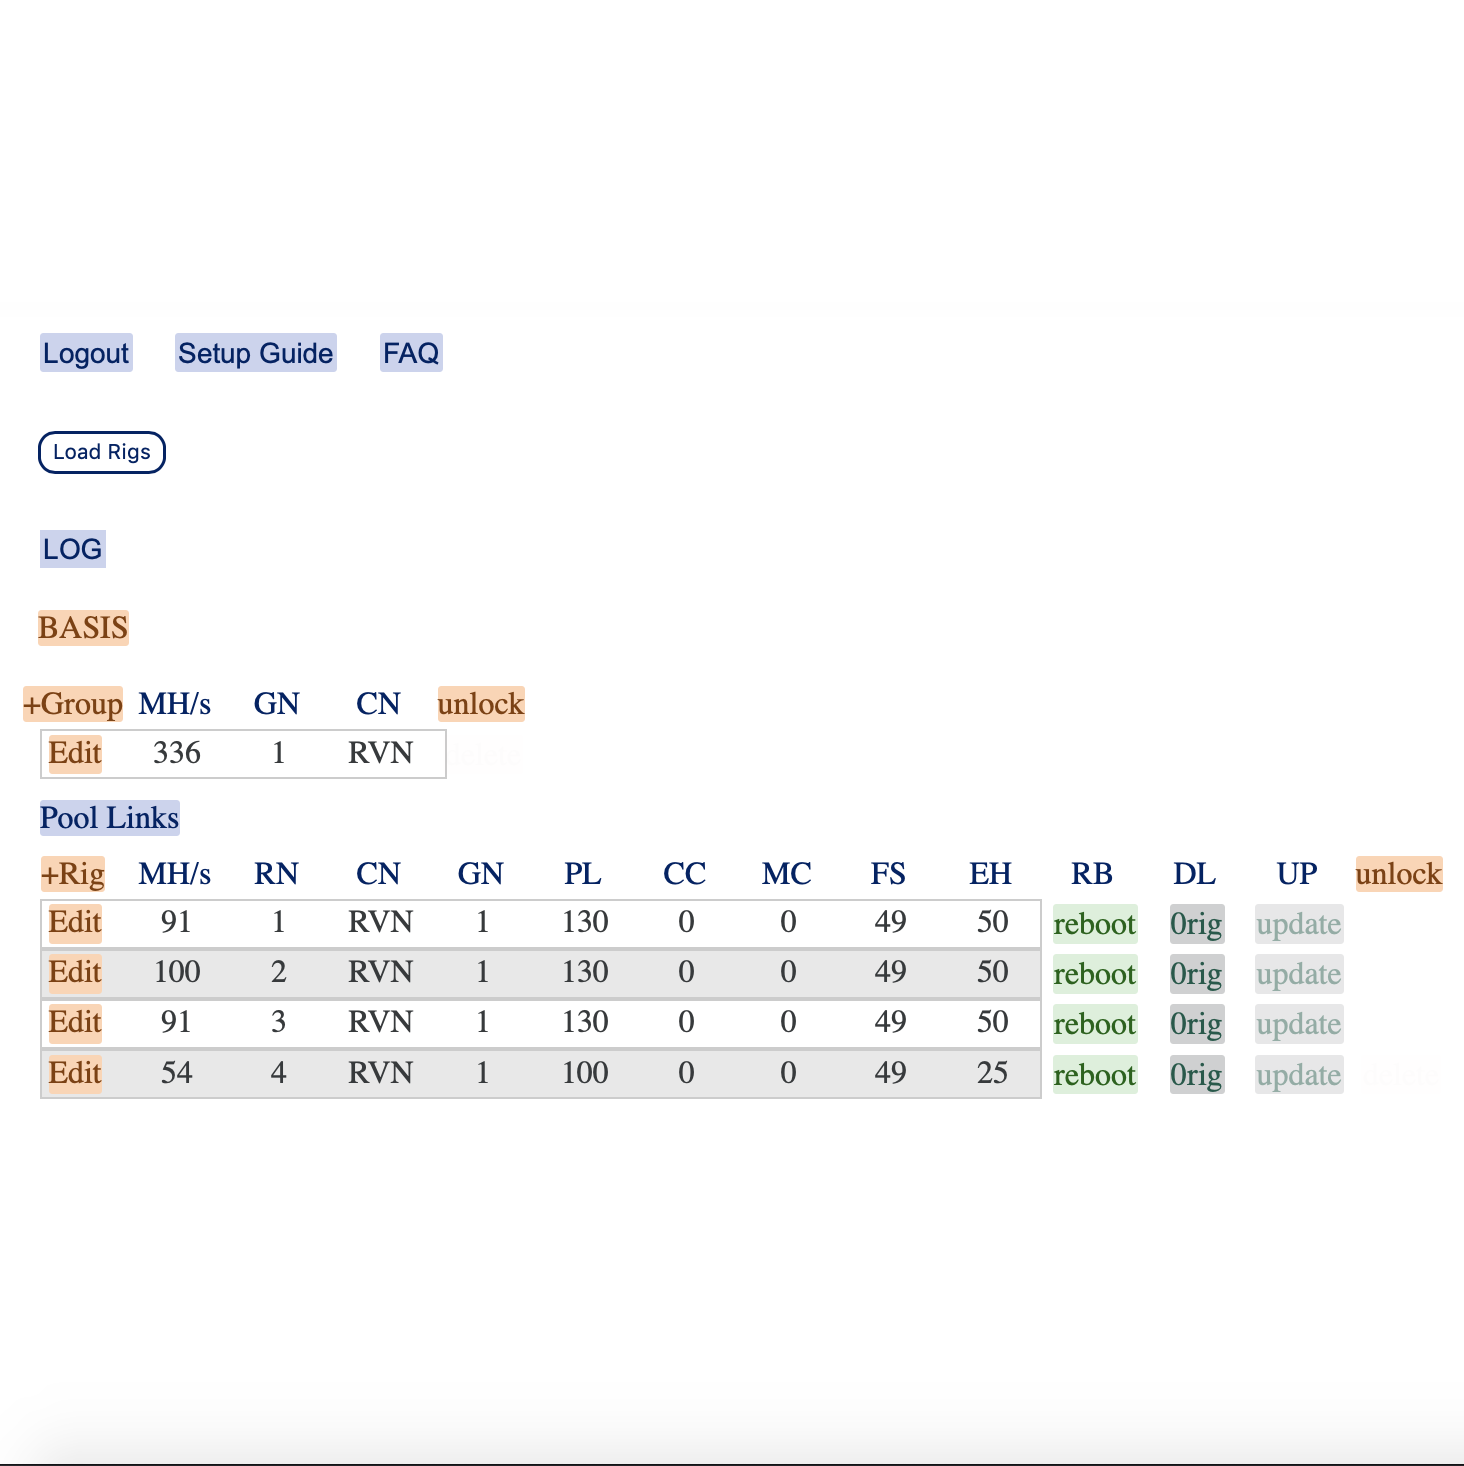 Logout Setup Guide FAQ
Load Rigs
LOG
BASIS
+Group MH/s GN CN unlock
Edit 336 1 RVN delete
Pool Links
+Rig MH/s RN CN GN PL CC MC FS EH RB DL UP unlock
Edit 91 1 RVN 1 130 0 0 49 50 reboot 0rig update
Edit 100 2 RVN 1 130 0 0 49 50 reboot 0rig update
Edit 91 3 RVN 1 130 0 0 49 50 reboot 0rig update
Edit 54 4 RVN 1 100 0 0 49 25 reboot 0rig update delete